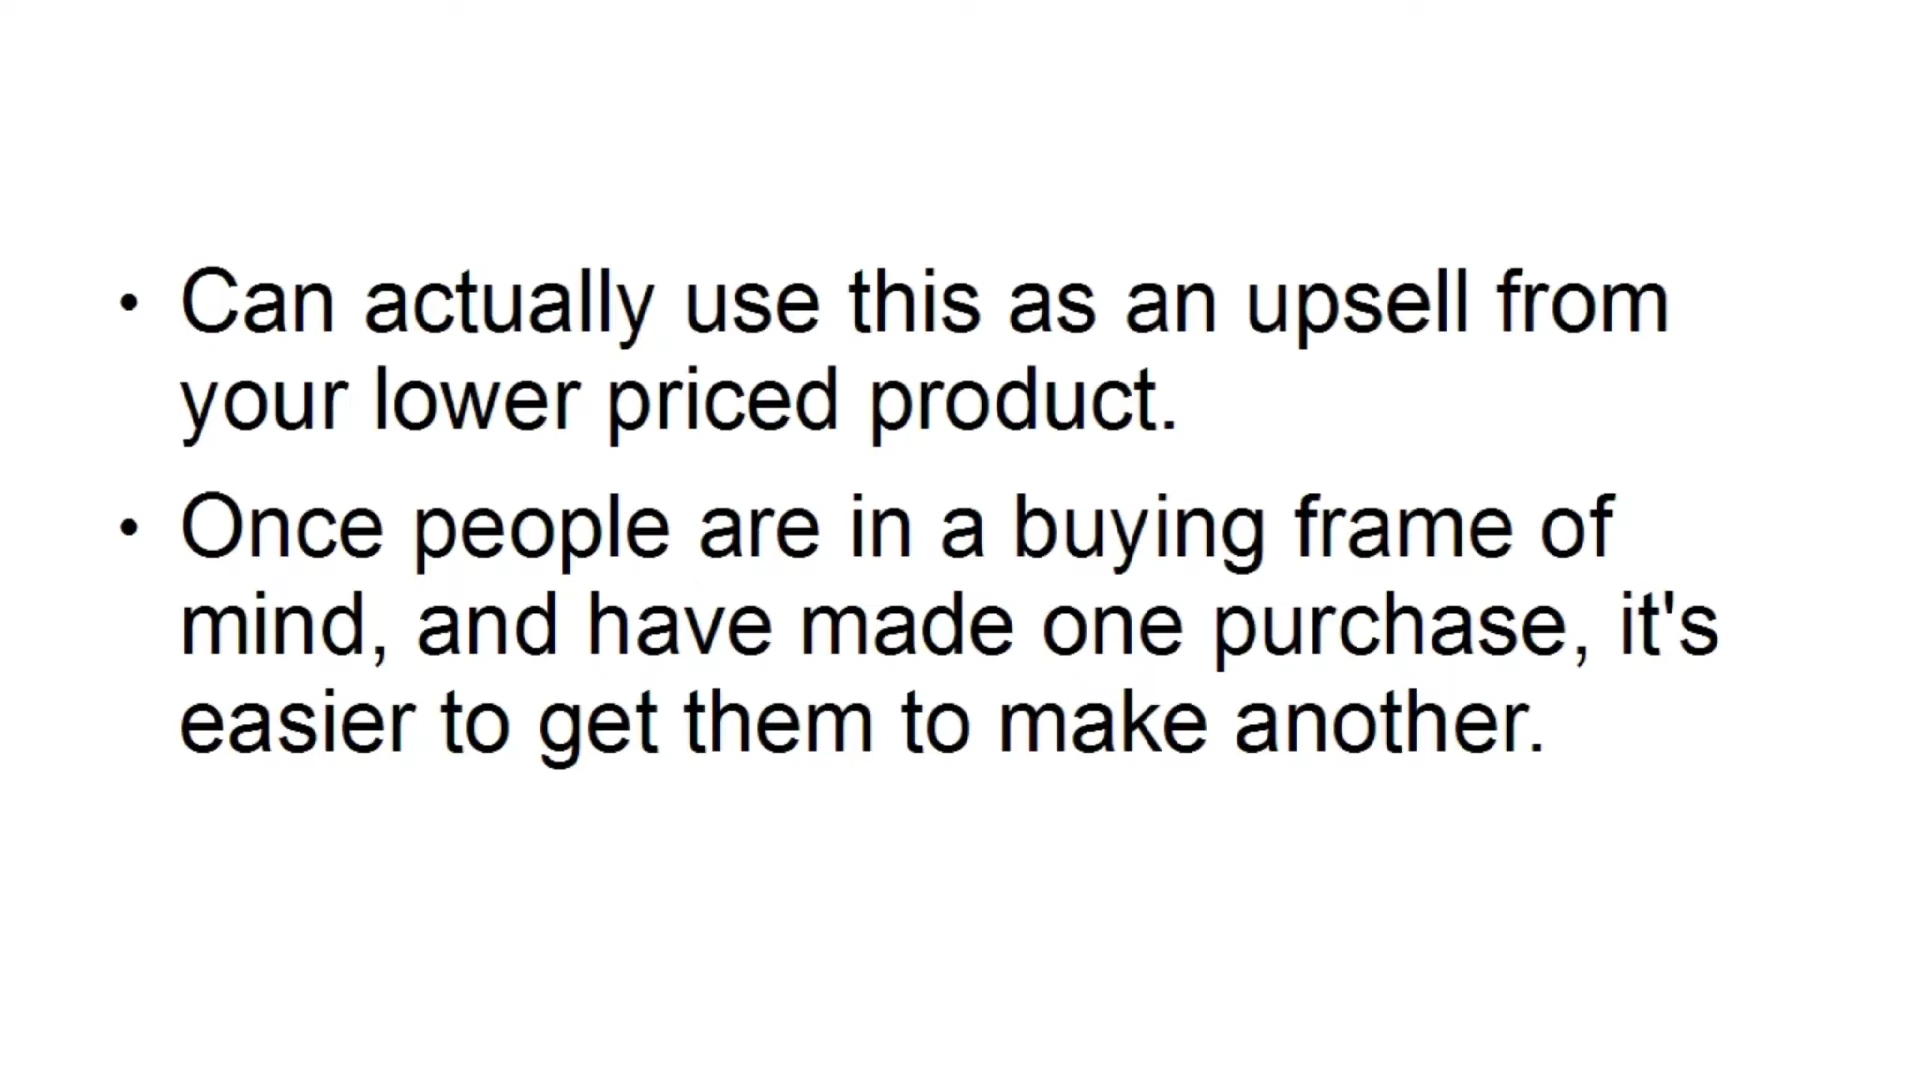 • Can actually use this as an upsell from
your lower priced product.
• Once people are in a buying frame of
mind, and have made one purchase, it's
easier to get them to make another.